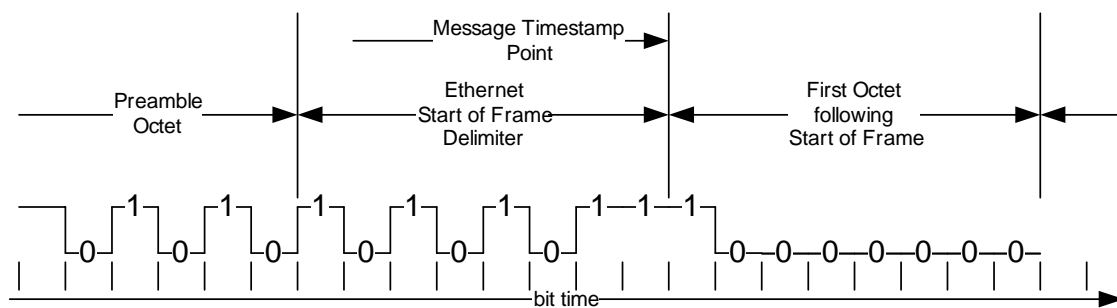 Message Timestamp
Point
Preamble
Octet
Ethernet
Start of Frame
Delimiter
First Octet
following
Start of Frame
0 1 0 1 0 1 0 1 0 1 0 1 1 1 0 0 0 0 0 0 0
bit time